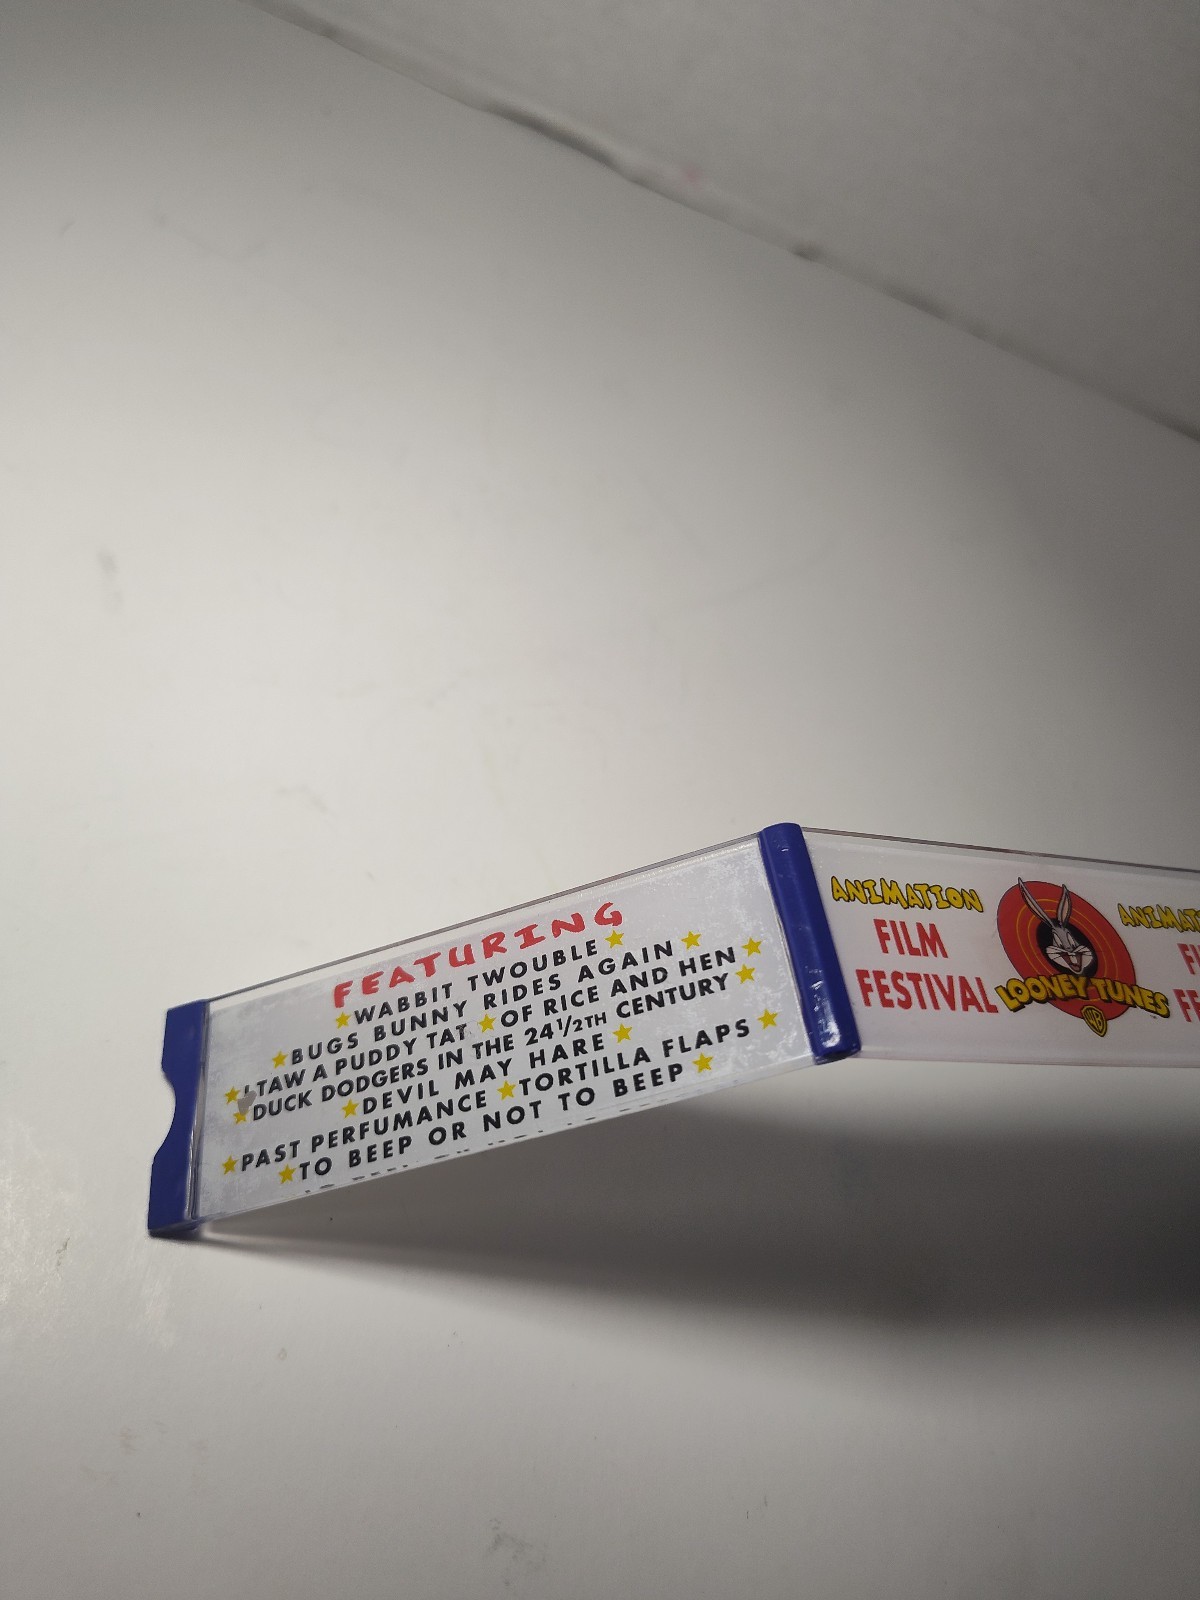 FEATURING
★WABBIT TWOUBLE★
★BUGS BUNNY RIDES AGAIN★
★I TAW A PUDDY TAT ★OF RICE AND HEN★
★DUCK DODGERS IN THE 24½TH CENTURY★
★DEVIL MAY HARE★
★PAST PERFUMANCE ★TORTILLA FLAPS★
★TO BEEP OR NOT TO BEEP★
ANIMATION
FILM
FESTIVAL
LOONEY TUNES
WB